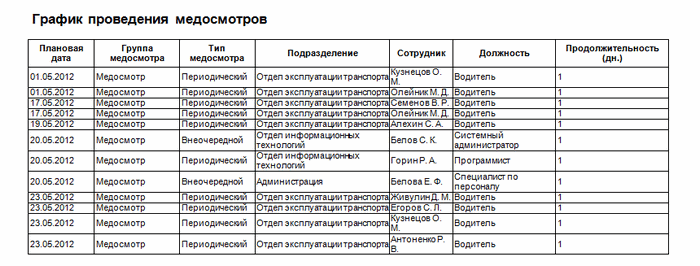 График проведения медосмотров
Плановая дата Группа медосмотра Тип медосмотра Подразделение Сотрудник Должность Продолжительность (дн.)
01.05.2012 Медосмотр Периодический Отдел эксплуатации транспорта Кузнецов О. М. Водитель 1
01.05.2012 Медосмотр Периодический Отдел эксплуатации транспорта Олейник М. Д. Водитель 1
17.05.2012 Медосмотр Периодический Отдел эксплуатации транспорта Семенов В. Р. Водитель 1
17.05.2012 Медосмотр Периодический Отдел эксплуатации транспорта Олейник М. Д. Водитель 1
19.05.2012 Медосмотр Периодический Отдел эксплуатации транспорта Алехин С. А. Водитель 1
20.05.2012 Медосмотр Внеочередной Отдел информационных технологий Белов С. К. Системный администратор 1
20.05.2012 Медосмотр Периодический Отдел информационных технологий Горин Р. А. Программист 1
20.05.2012 Медосмотр Внеочередной Администрация Белова Е. Ф. Специалист по персоналу 1
23.05.2012 Медосмотр Периодический Отдел эксплуатации транспорта Живулин Д. М. Водитель 1
23.05.2012 Медосмотр Периодический Отдел эксплуатации транспорта Егоров С. Л. Водитель 1
23.05.2012 Медосмотр Периодический Отдел эксплуатации транспорта Кузнецов О. М. Водитель 1
23.05.2012 Медосмотр Периодический Отдел эксплуатации транспорта Антоненко Р. В. Водитель 1